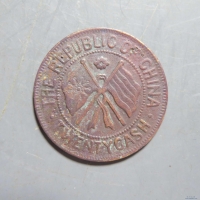 THE REPUBLIC OF CHINA
TWENTY CASH